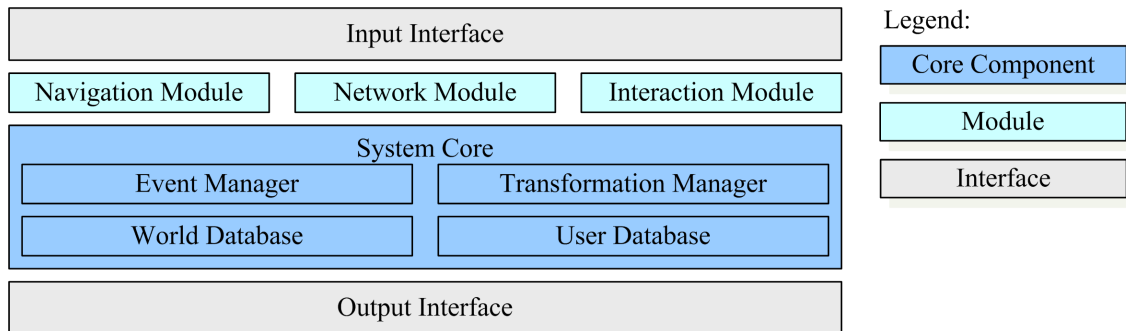 Input Interface
Navigation Module
Network Module
Interaction Module
System Core
Event Manager
Transformation Manager
World Database
User Database
Output Interface
Legend:
Core Component
Module
Interface